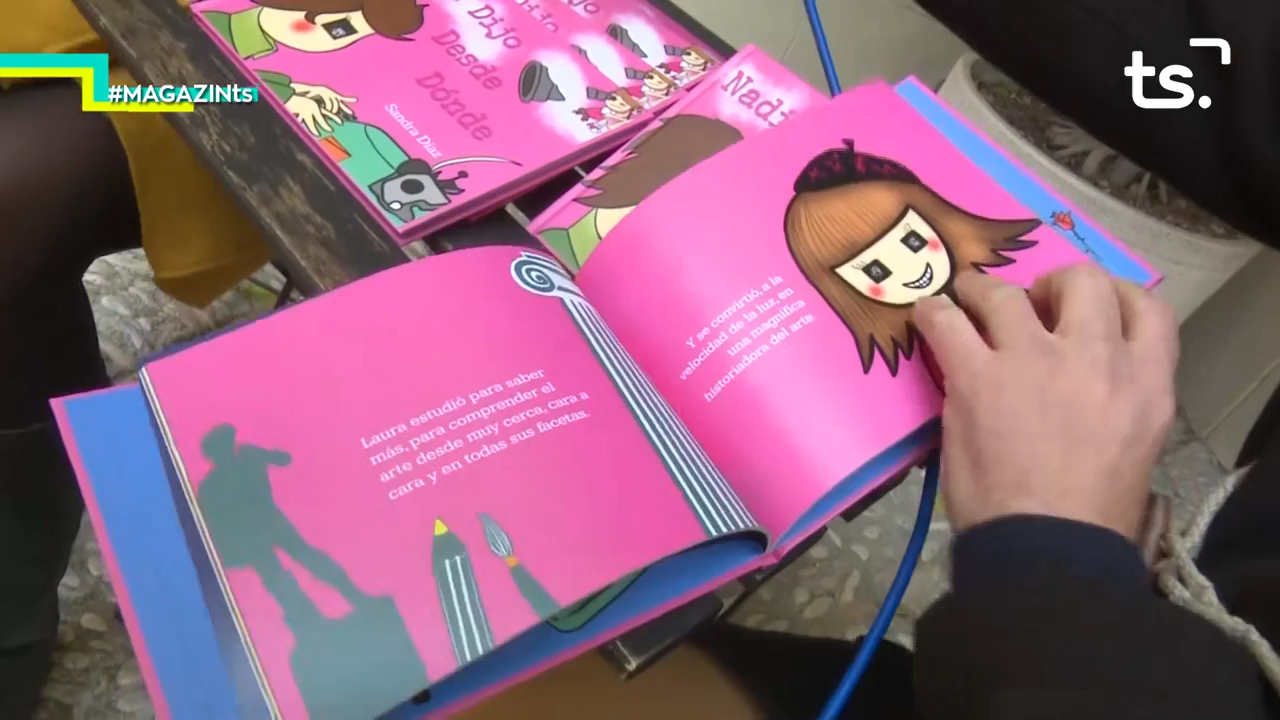 #MAGAZINts
ts.
Dijo
Desde
Dónde
Sandra Díaz
Nadi
Laura estudió para saber
más, para comprender el
arte desde muy cerca, cara a
cara y en todas sus facetas.
Y se convirtió, a la
velocidad de la luz, en
una magnífica
historiadora del arte.